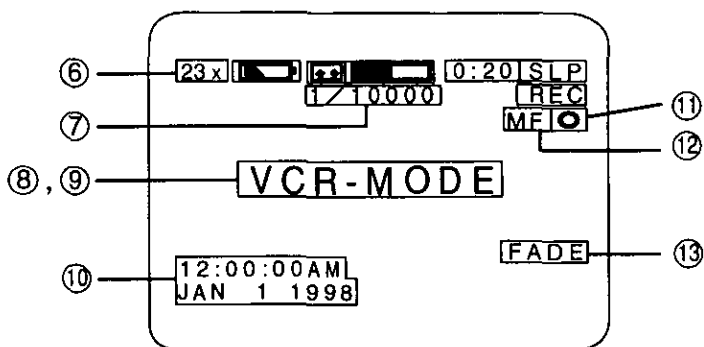 ⑥ 23x 0:20 SLP
1/10000 REC
⑦ MF ⑪
⑫
⑧, ⑨ VCR-MODE
FADE ⑬
⑩ 12:00:00AM
JAN 1 1998